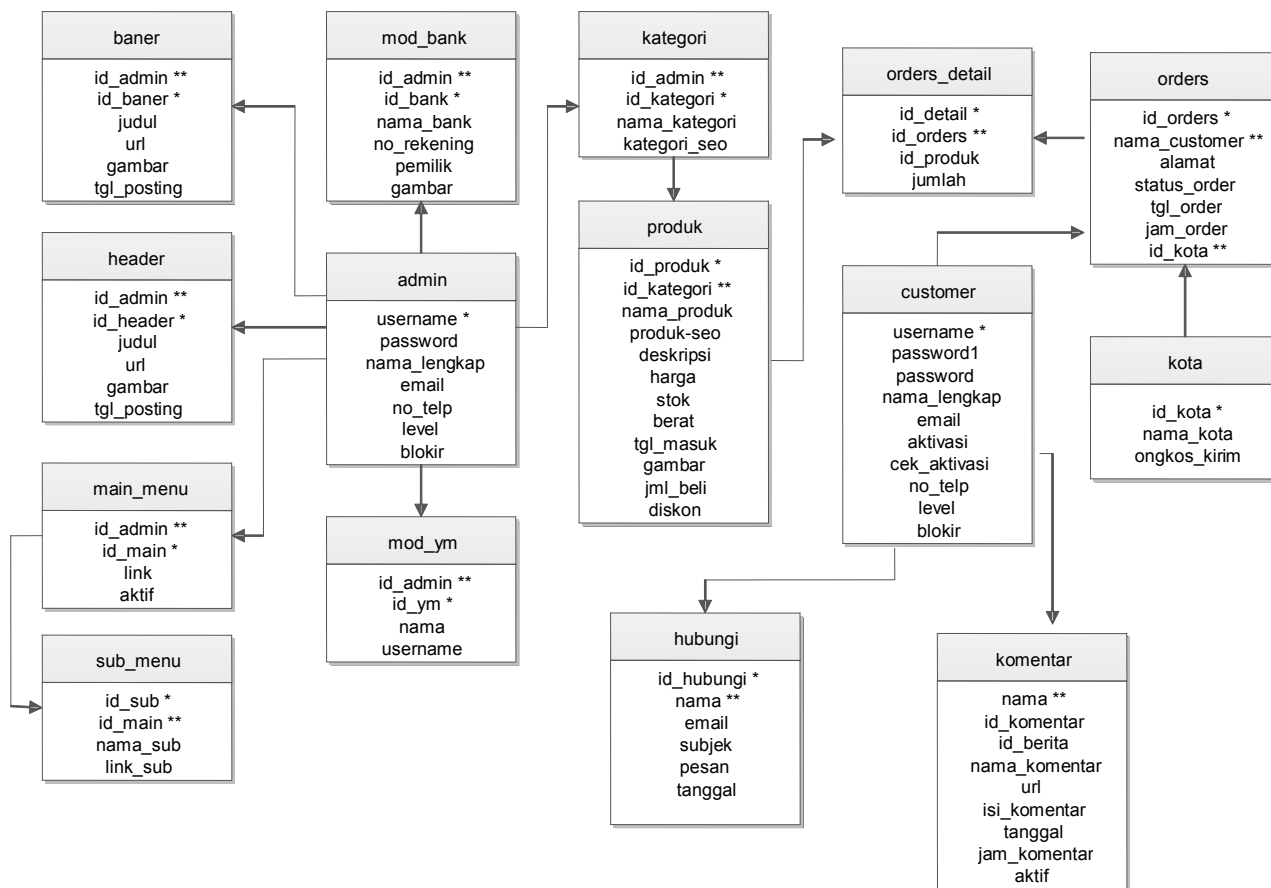 baner
id_admin **
id_baner *
judul
url
gambar
tgl_posting
mod_bank
id_admin **
id_bank *
nama_bank
no_rekening
pemilik
gambar
kategori
id_admin **
id_kategori *
nama_kategori
kategori_seo
orders_detail
id_detail *
id_orders **
id_produk
jumlah
orders
id_orders *
nama_customer **
alamat
status_order
tgl_order
jam_order
id_kota **
header
id_admin **
id_header *
judul
url
gambar
tgl_posting
admin
username *
password
nama_lengkap
email
no_telp
level
blokir
produk
id_produk *
id_kategori **
nama_produk
produk-seo
deskripsi
harga
stok
berat
tgl_masuk
gambar
jml_beli
diskon
customer
username *
password1
password
nama_lengkap
email
aktivasi
cek_aktivasi
no_telp
level
blokir
kota
id_kota *
nama_kota
ongkos_kirim
main_menu
id_admin **
id_main *
link
aktif
mod_ym
id_admin **
id_ym *
nama
username
sub_menu
id_sub *
id_main **
nama_sub
link_sub
hubungi
id_hubungi *
nama **
email
subjek
pesan
tanggal
komentar
nama **
id_komentar
id_berita
nama_komentar
url
isi_komentar
tanggal
jam_komentar
aktif